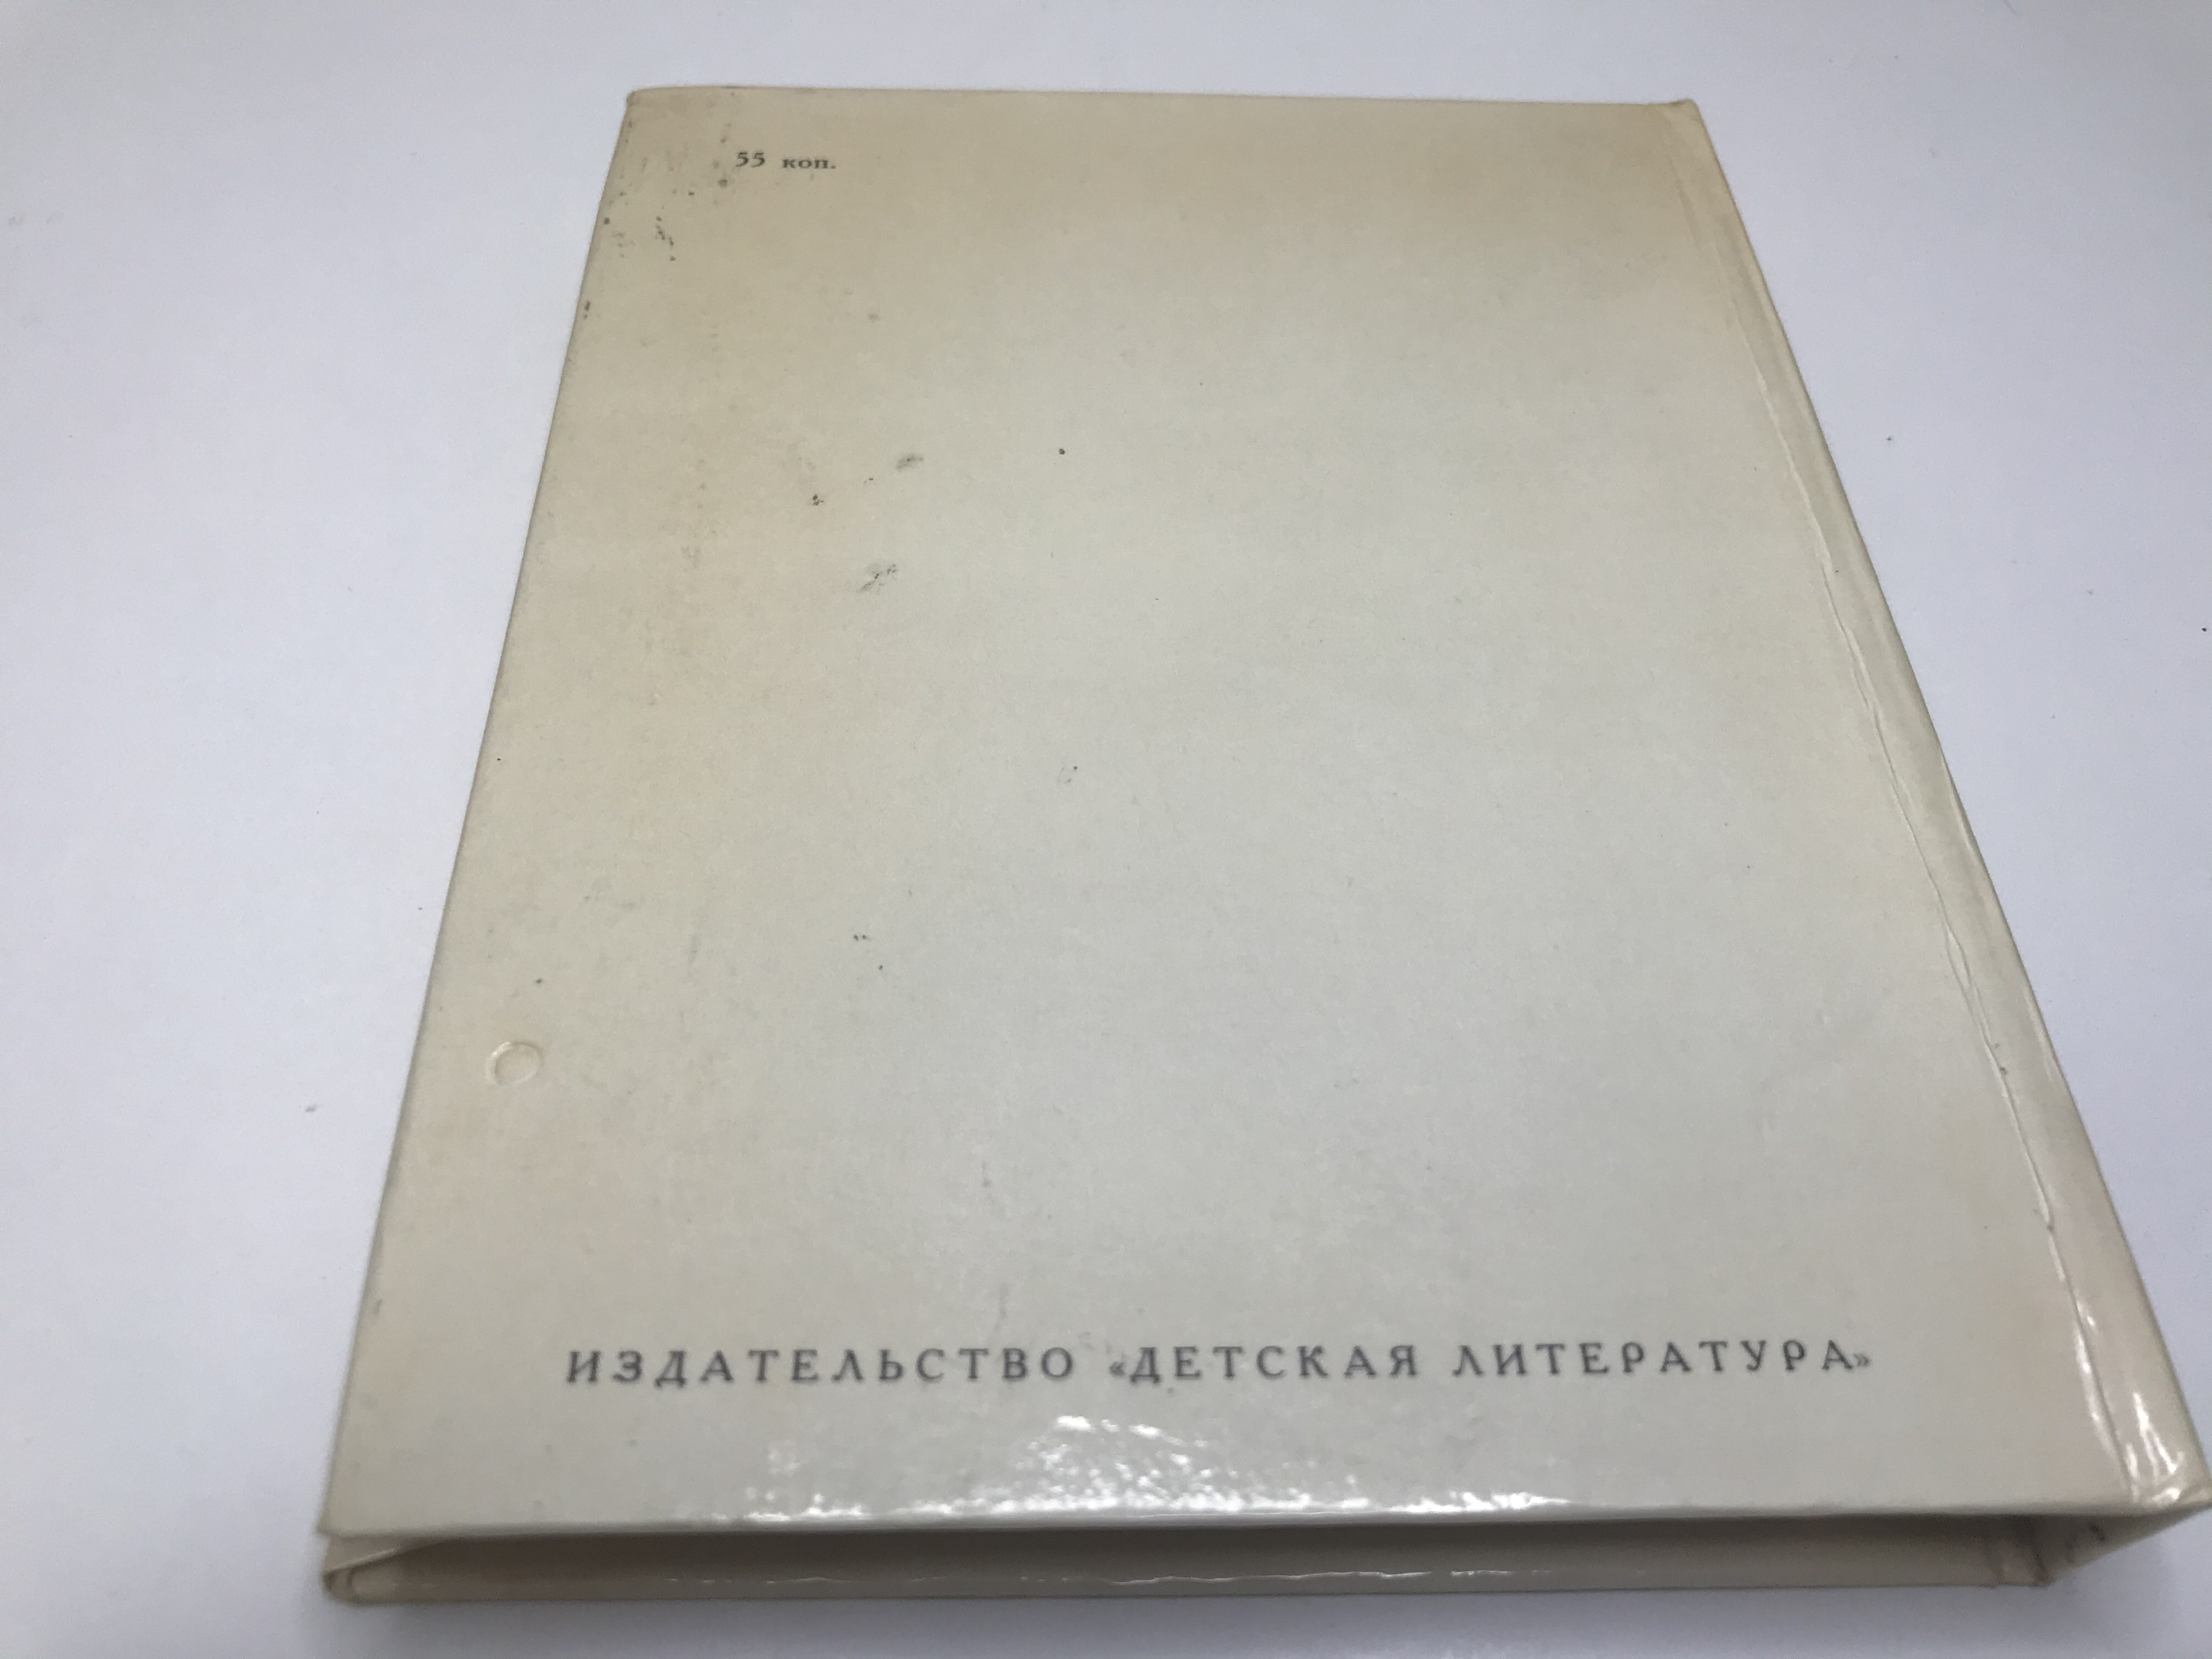 55 коп.
ИЗДАТЕЛЬСТВО «ДЕТСКАЯ ЛИТЕРАТУРА»